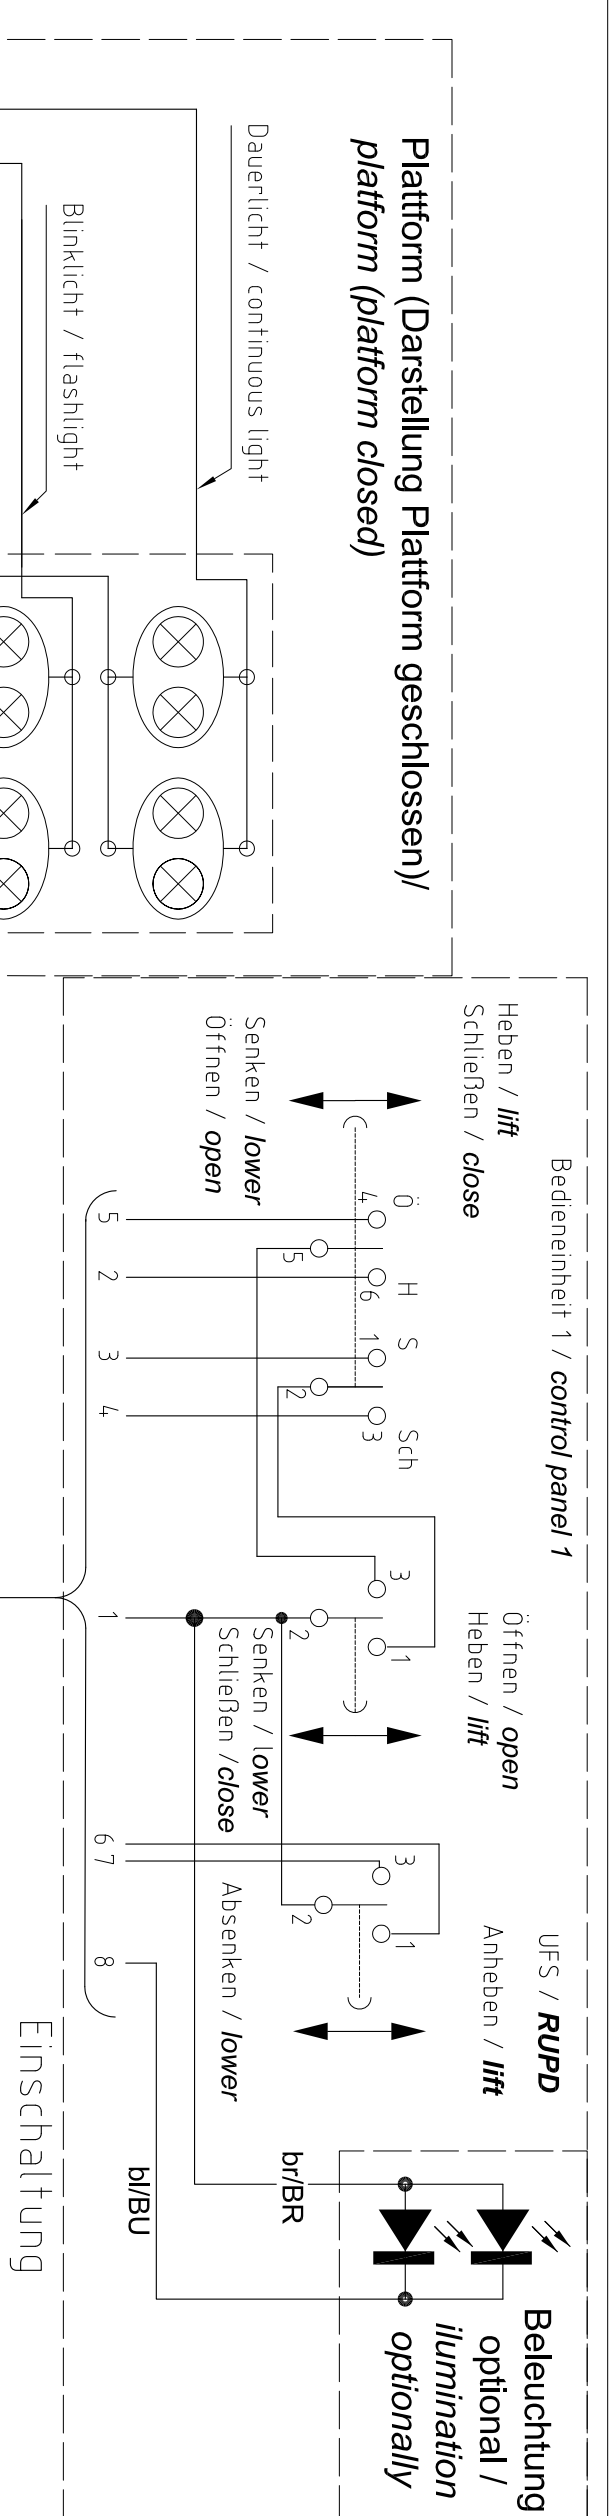 Plattform (Darstellung Plattform geschlossen)/
platform (platform closed)
Dauerlicht / continuous light
Blinklicht / flashlight
Bedieneinheit 1 / control panel 1
Heben / lift
Schließen / close
Senken / lower
Öffnen / open
Ö H S Sch
4 6 1 3
5 2
5 2 3 4
Öffnen / open
Heben / lift
3 1
2
1
Senken / lower
Schließen /close
UFS / RUPD
Anheben / lift
3 1
2
Absenken / lower
6 7 8
br/BR
bl/BU
Beleuchtung
optional /
ilumination
optionally
Einschaltung